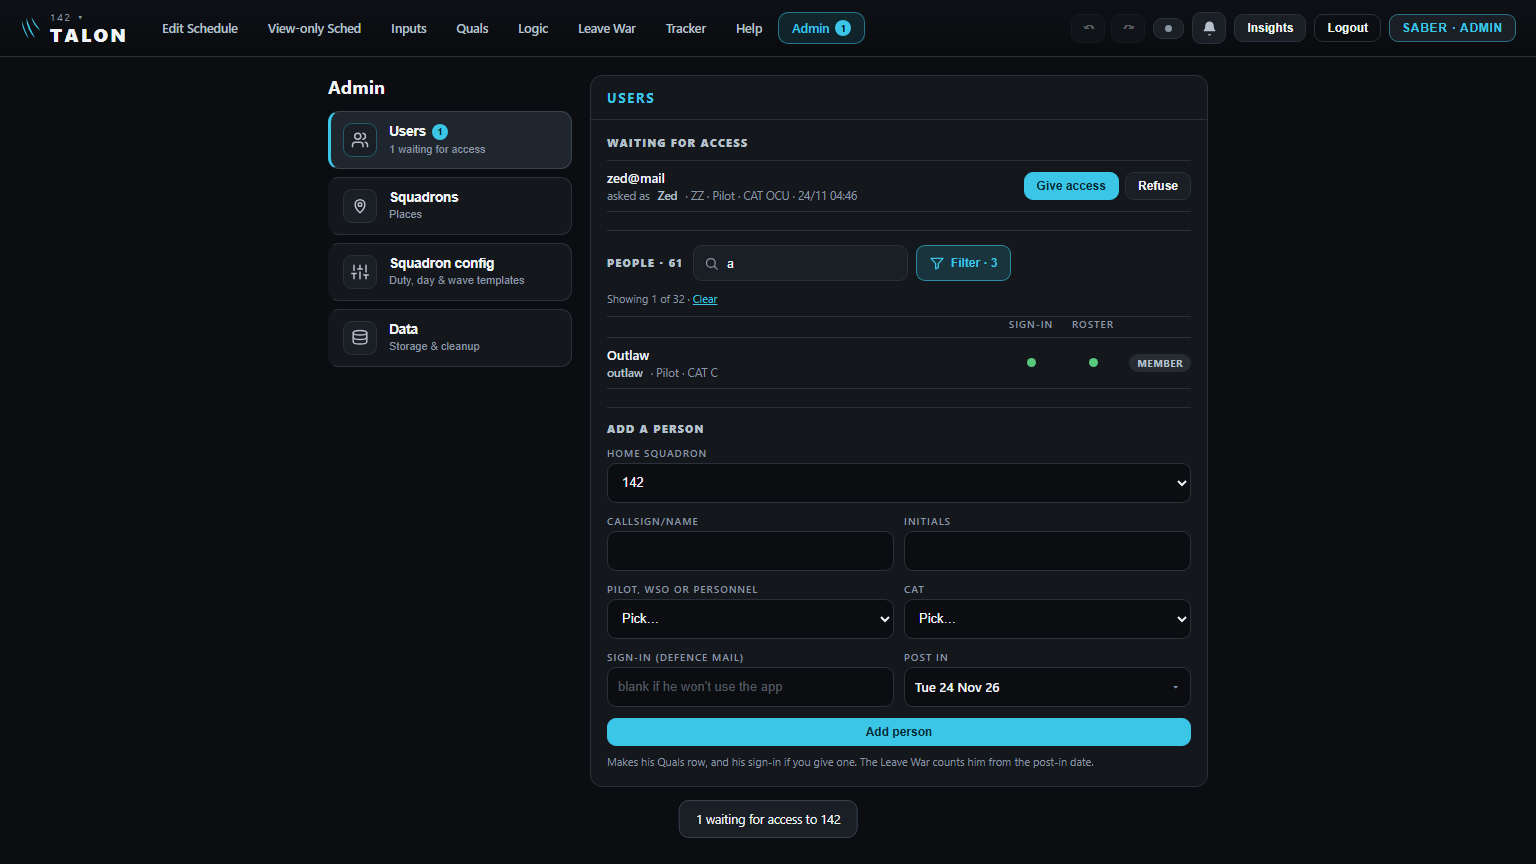 142 ▾
TALON
Edit Schedule
View-only Sched
Inputs
Quals
Logic
Leave War
Tracker
Help
Admin 1
Insights
Logout
SABER · ADMIN
Admin
Users 1
1 waiting for access
Squadrons
Places
Squadron config
Duty, day & wave templates
Data
Storage & cleanup
USERS
WAITING FOR ACCESS
zed@mail
asked as Zed · ZZ · Pilot · CAT OCU · 24/11 04:46
Give access
Refuse
PEOPLE · 61
a
Filter · 3
Showing 1 of 32 · Clear
SIGN-IN ROSTER
Outlaw
outlaw · Pilot · CAT C
MEMBER
ADD A PERSON
HOME SQUADRON
142
CALLSIGN/NAME
INITIALS
PILOT, WSO OR PERSONNEL
CAT
Pick...
Pick...
SIGN-IN (DEFENCE MAIL)
POST IN
blank if he won't use the app
Tue 24 Nov 26
Add person
Makes his Quals row, and his sign-in if you give one. The Leave War counts him from the post-in date.
1 waiting for access to 142